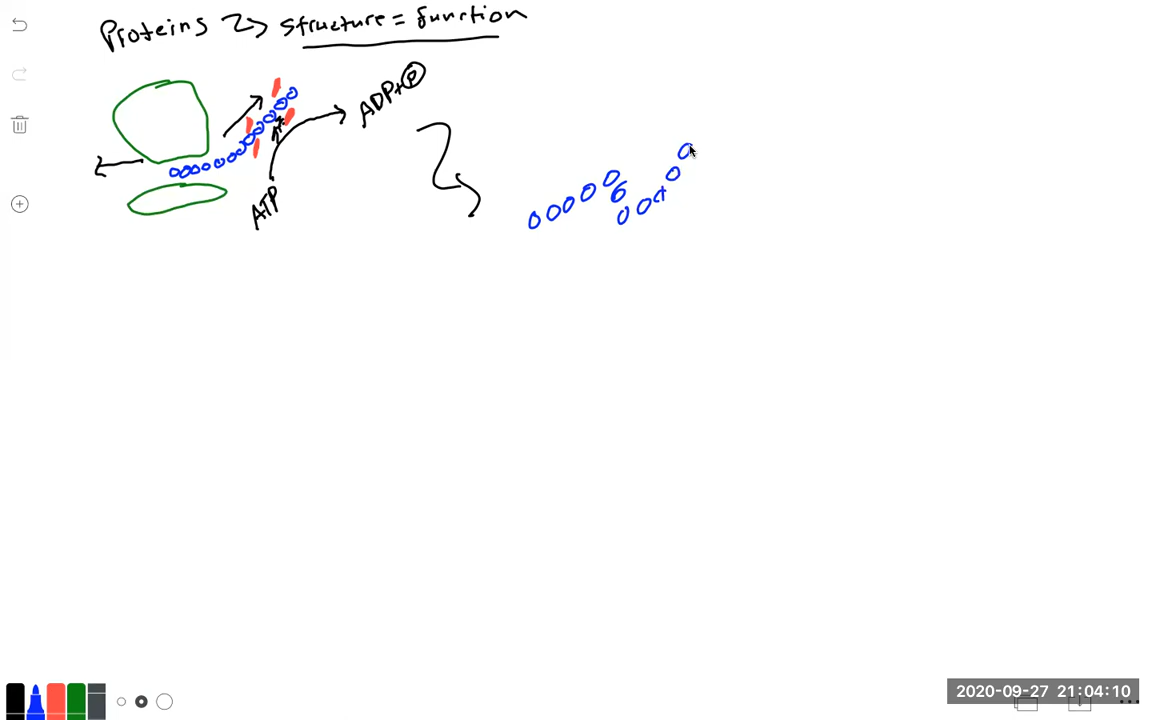 Proteins → structure = function
ADP + P
ATP
2020-09-27 21:04:10